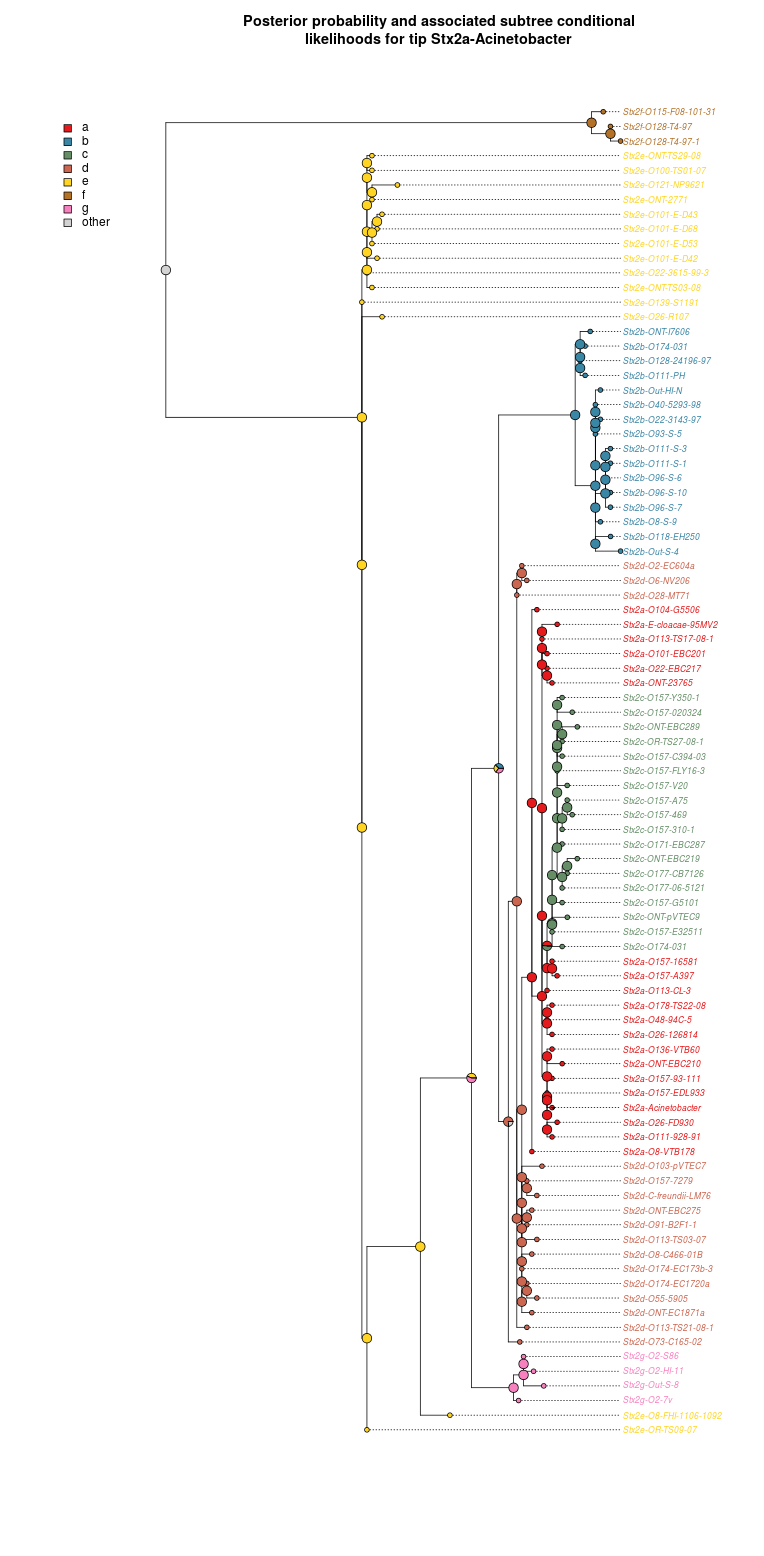 Posterior probability and associated subtree conditional
likelihoods for tip Stx2a-Acinetobacter
a
b
c
d
e
f
g
other
Stx2f-O115-F08-101-31
Stx2f-O128-T4-97
Stx2f-O128-T4-97-1
Stx2e-ONT-TS29-08
Stx2e-O100-TS01-07
Stx2e-O121-NP9621
Stx2e-ONT-2771
Stx2e-O101-E-D43
Stx2e-O101-E-D68
Stx2e-O101-E-D53
Stx2e-O101-E-D42
Stx2e-O22-3615-99-3
Stx2e-ONT-TS03-08
Stx2e-O139-S1191
Stx2e-O26-R107
Stx2b-ONT-I7606
Stx2b-O174-031
Stx2b-O128-24196-97
Stx2b-O111-PH
Stx2b-Out-HI-N
Stx2b-O40-5293-98
Stx2b-O22-3143-97
Stx2b-O93-S-5
Stx2b-O111-S-3
Stx2b-O111-S-1
Stx2b-O96-S-6
Stx2b-O96-S-10
Stx2b-O96-S-7
Stx2b-O8-S-9
Stx2b-O118-EH250
Stx2b-Out-S-4
Stx2d-O2-EC604a
Stx2d-O6-NV206
Stx2d-O28-MT71
Stx2a-O104-G5506
Stx2a-E-cloacae-95MV2
Stx2a-O113-TS17-08-1
Stx2a-O101-EBC201
Stx2a-O22-EBC217
Stx2a-ONT-23765
Stx2c-O157-Y350-1
Stx2c-O157-020324
Stx2c-ONT-EBC289
Stx2c-OR-TS27-08-1
Stx2c-O157-C394-03
Stx2c-O157-FLY16-3
Stx2c-O157-V20
Stx2c-O157-A75
Stx2c-O157-469
Stx2c-O157-310-1
Stx2c-O171-EBC287
Stx2c-ONT-EBC219
Stx2c-O177-CB7126
Stx2c-O177-06-5121
Stx2c-O157-G5101
Stx2c-ONT-pVTEC9
Stx2c-O157-E32511
Stx2c-O174-031
Stx2a-O157-16581
Stx2a-O157-A397
Stx2a-O113-CL-3
Stx2a-O178-TS22-08
Stx2a-O48-94C-5
Stx2a-O26-126814
Stx2a-O136-VTB60
Stx2a-ONT-EBC210
Stx2a-O157-93-111
Stx2a-O157-EDL933
Stx2a-Acinetobacter
Stx2a-O26-FD930
Stx2a-O111-928-91
Stx2a-O8-VTB178
Stx2d-O103-pVTEC7
Stx2d-O157-7279
Stx2d-C-freundii-LM76
Stx2d-ONT-EBC275
Stx2d-O91-B2F1-1
Stx2d-O113-TS03-07
Stx2d-O8-C466-01B
Stx2d-O174-EC173b-3
Stx2d-O174-EC1720a
Stx2d-O55-5905
Stx2d-ONT-EC1871a
Stx2d-O113-TS21-08-1
Stx2d-O73-C165-02
Stx2g-O2-S86
Stx2g-O2-HI-11
Stx2g-Out-S-8
Stx2g-O2-7v
Stx2e-O8-FHI-1106-1092
Stx2e-OR-TS09-07